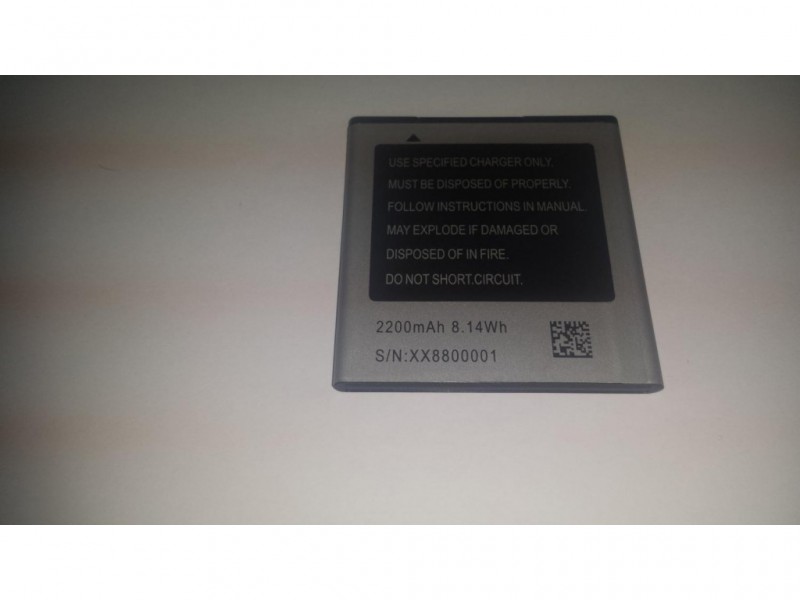 USE SPECIFIED CHARGER ONLY.
MUST BE DISPOSED OF PROPERLY.
FOLLOW INSTRUCTIONS IN MANUAL.
MAY EXPLODE IF DAMAGED OR
DISPOSED OF IN FIRE.
DO NOT SHORT.CIRCUIT.
2200mAh 8.14Wh
S/N:XX8800001